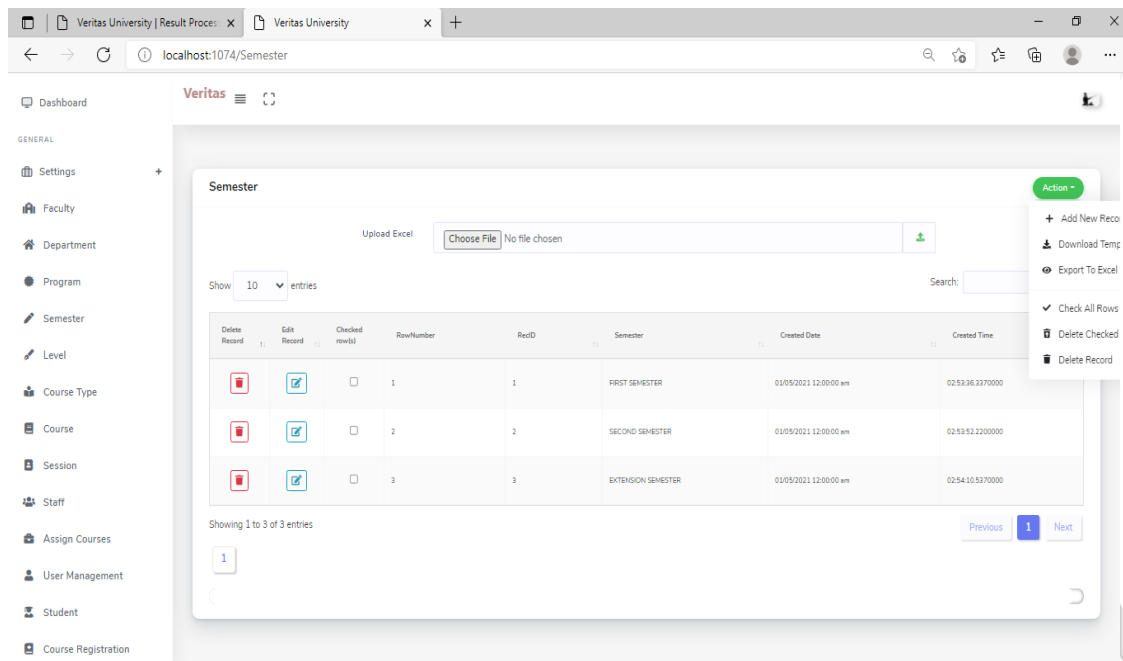 Veritas University | Result Proces
Veritas University
localhost:1074/Semester
Veritas
Dashboard
GENERAL
Settings +
Faculty
Department
Program
Semester
Level
Course Type
Course
Session
Staff
Assign Courses
User Management
Student
Course Registration
Semester
Action
+ Add New Reco
Download Temp
Export To Excel
Check All Rows
Delete Checked
Delete Record
Upload Excel Choose File No file chosen
Show 10 entries
Search:
Delete Record Edit Record Checked row(s) RowNumber RecID Semester Created Date Created Time
1 1 FIRST SEMESTER 01/05/2021 12:00:00 am 02:53:36.3370000
2 2 SECOND SEMESTER 01/05/2021 12:00:00 am 02:53:52.2200000
3 3 EXTENSION SEMESTER 01/05/2021 12:00:00 am 02:54:10.5370000
Showing 1 to 3 of 3 entries
Previous 1 Next
1